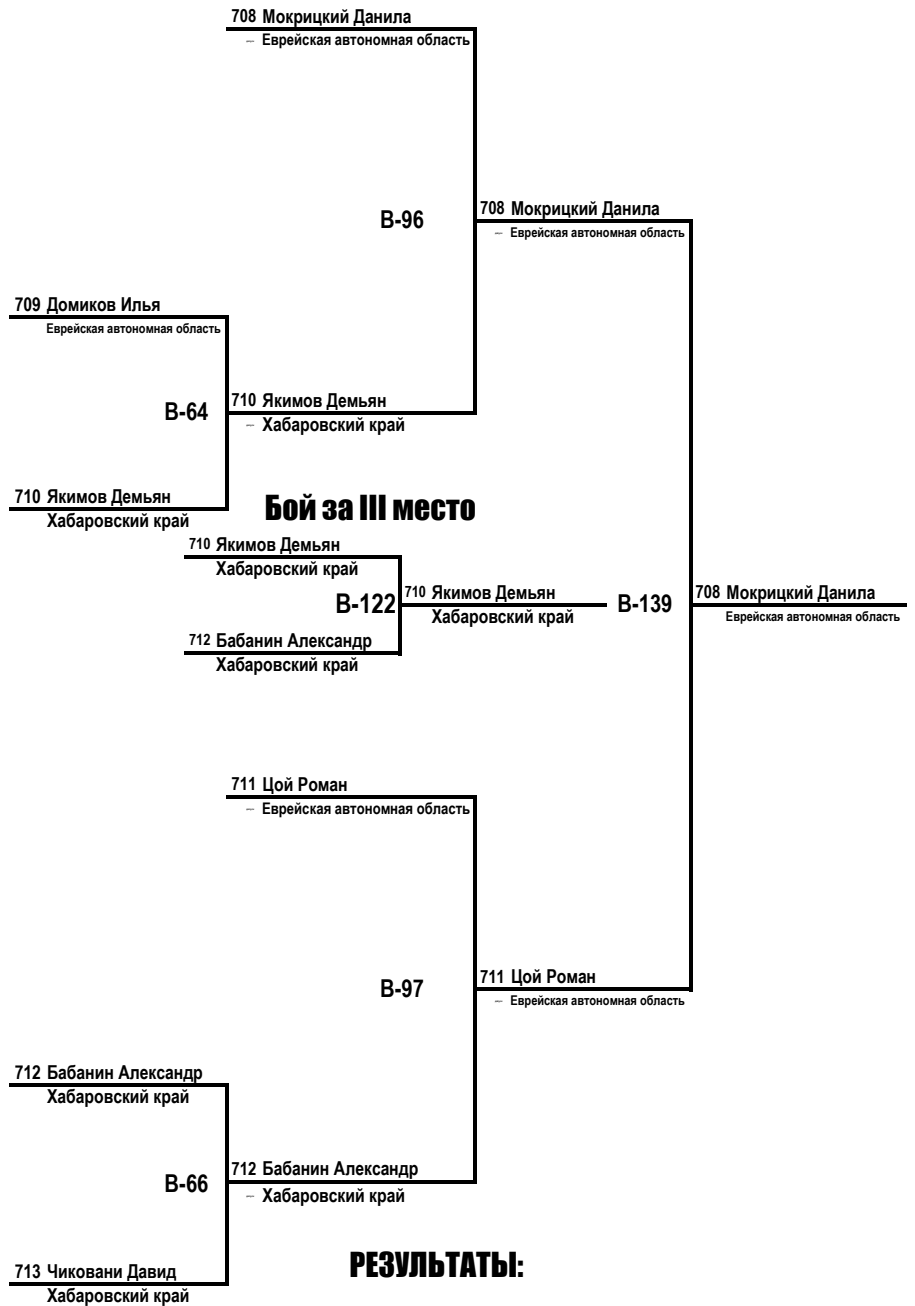 708 Мокрицкий Данила
– Еврейская автономная область
В-96
708 Мокрицкий Данила
– Еврейская автономная область
709 Домиков Илья
Еврейская автономная область
В-64
710 Якимов Демьян
– Хабаровский край
710 Якимов Демьян
Хабаровский край
Бой за III место
710 Якимов Демьян
Хабаровский край
В-122
710 Якимов Демьян
Хабаровский край
В-139
708 Мокрицкий Данила
Еврейская автономная область
712 Бабанин Александр
Хабаровский край
711 Цой Роман
– Еврейская автономная область
В-97
711 Цой Роман
– Еврейская автономная область
712 Бабанин Александр
Хабаровский край
В-66
712 Бабанин Александр
– Хабаровский край
713 Чиковани Давид
Хабаровский край
РЕЗУЛЬТАТЫ: